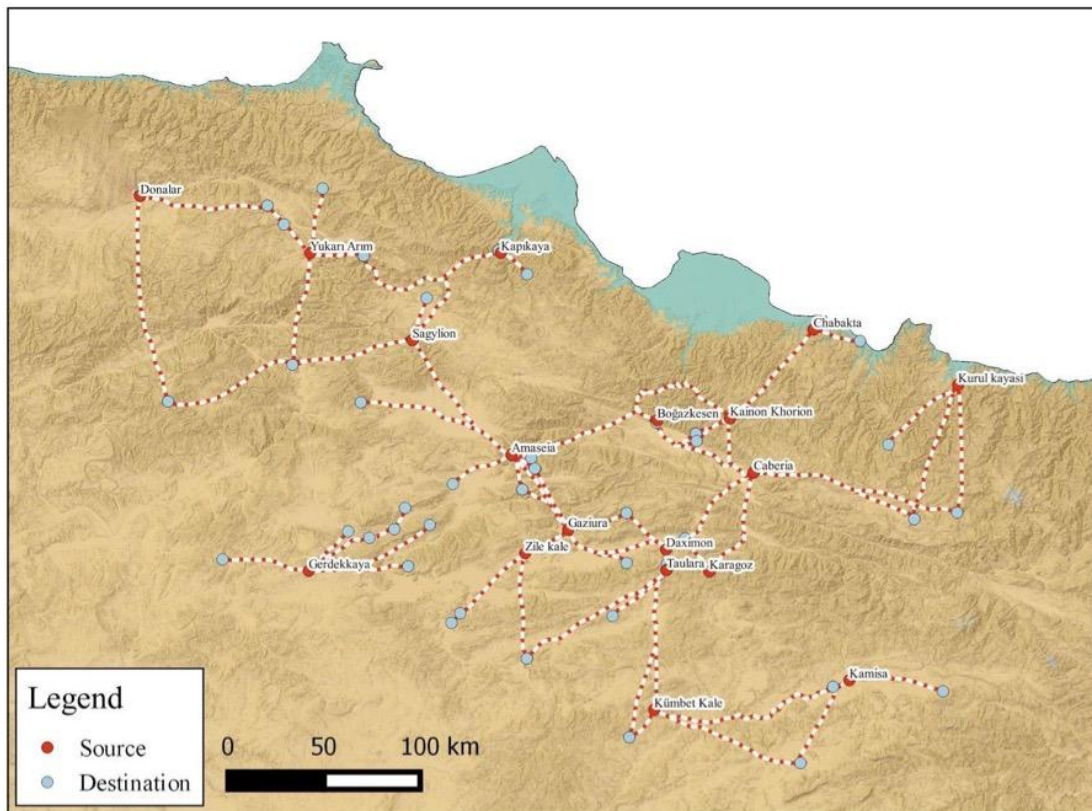 Donalar
Yukarı Arım
Kapıkaya
Sagylion
Chabakta
Kurul kayasi
Boğazkesen
Kainon Khorion
Amaseia
Caberia
Gaziura
Zile kale
Daximon
Gerdekkaya
Taulara
Karagoz
Kamisa
Kümbet Kale
Legend
Source
Destination
0 50 100 km